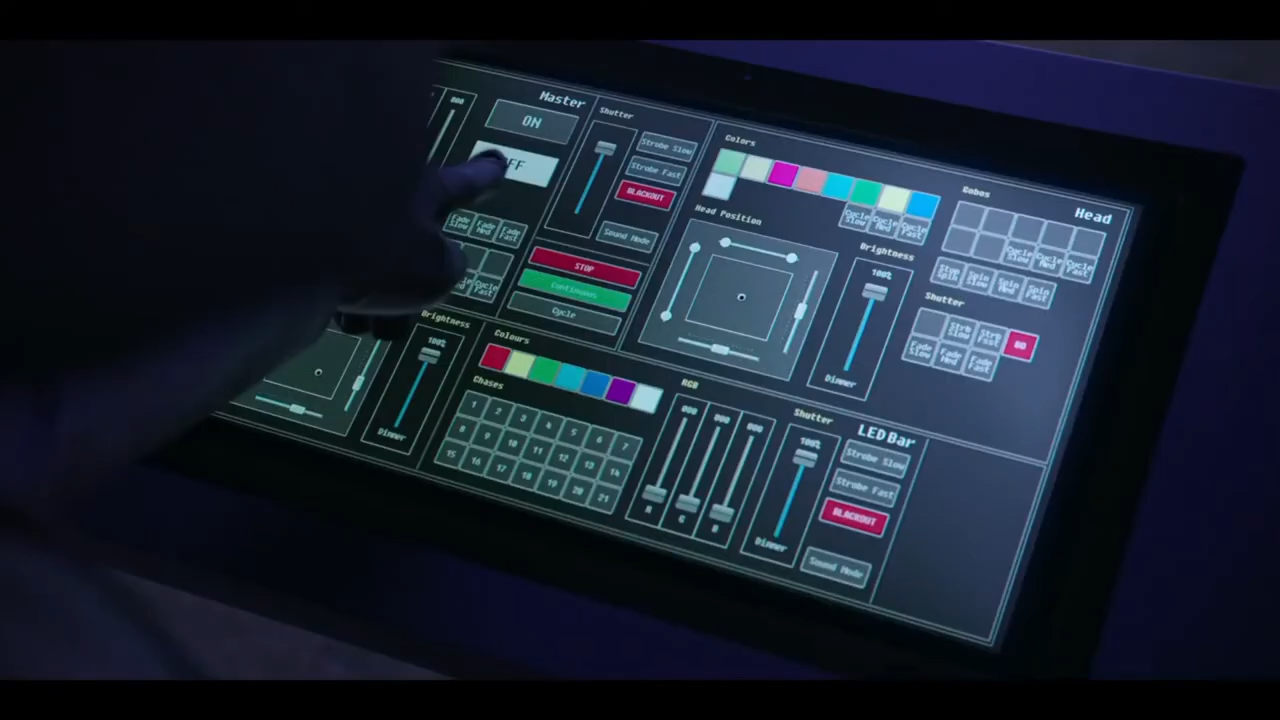 000
Master
ON
Fade Slow
Fade Med
Fade Fast
Cycle Fast
Shutter
Strobe Slow
Strobe Fast
BLACKOUT
Sound Mode
STOP
Continuous
Cycle
Colors
Cycle Slow
Cycle Med
Cycle Fast
Head Position
Brightness
100%
Dimmer
Gobos
Head
Cycle Slow
Cycle Med
Cycle Fast
Stop Spin
Spin Slow
Spin Med
Spin Fast
Shutter
Strb Slow
Strb Fast
BO
Fade Slow
Fade Med
Fade Fast
Brightness
100%
Dimmer
Colours
Chases
1 2 3 4 5 6 7
8 9 10 11 12 13 14
15 16 17 18 19 20 21
RGB
000 000 000
R G B
Shutter
100%
Dimmer
LED Bar
Strobe Slow
Strobe Fast
BLACKOUT
Sound Mode